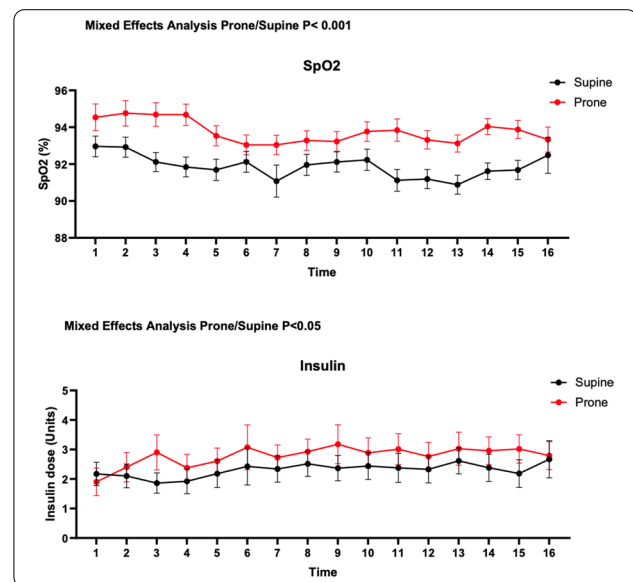 Mixed Effects Analysis Prone/Supine P< 0.001
SpO2
Supine
Prone
96
94
92
90
88
SpO2 (%)
1 2 3 4 5 6 7 8 9 10 11 12 13 14 15 16
Time
Mixed Effects Analysis Prone/Supine P<0.05
Insulin
Supine
Prone
5
4
3
2
1
0
Insulin dose (Units)
1 2 3 4 5 6 7 8 9 10 11 12 13 14 15 16
Time